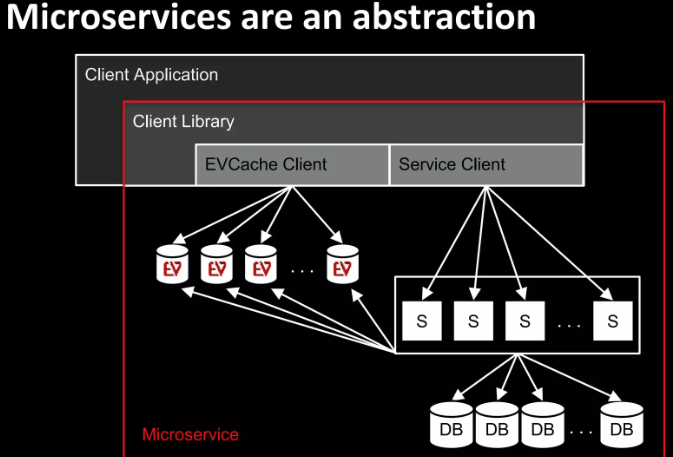 Microservices are an abstraction
Client Application
Client Library
EVCache Client
Service Client
EV EV EV . . . EV
S S S . . . S
DB DB DB . . . DB
Microservice